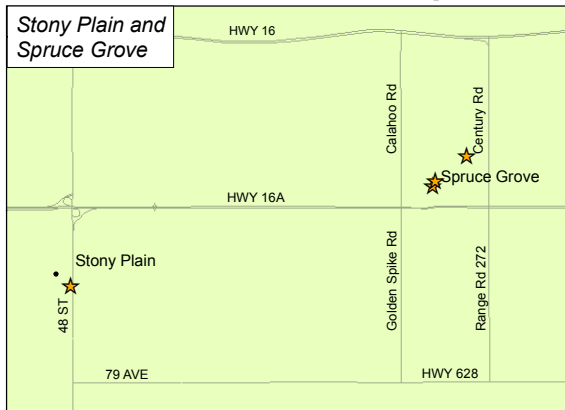 Stony Plain and
Spruce Grove
HWY 16
Calahoo Rd
Century Rd
Spruce Grove
HWY 16A
Stony Plain
Golden Spike Rd
Range Rd 272
48 ST
79 AVE
HWY 628